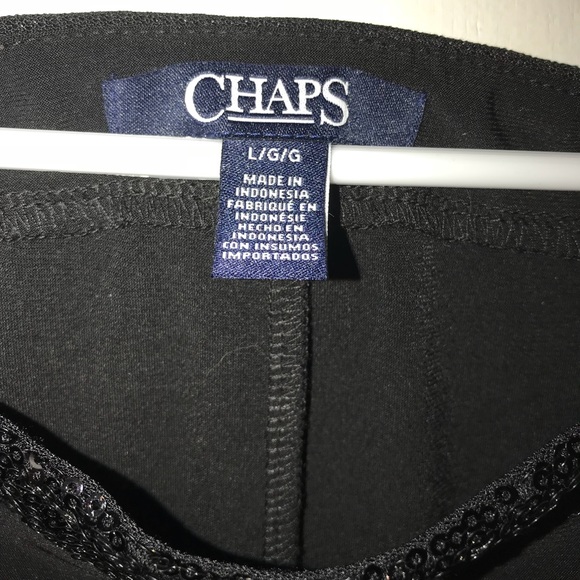 CHAPS
L/G/G
MADE IN
INDONESIA
FABRIQUÉ EN
INDONÉSIE
HECHO EN
INDONESIA
CON INSUMOS
IMPORTADOS